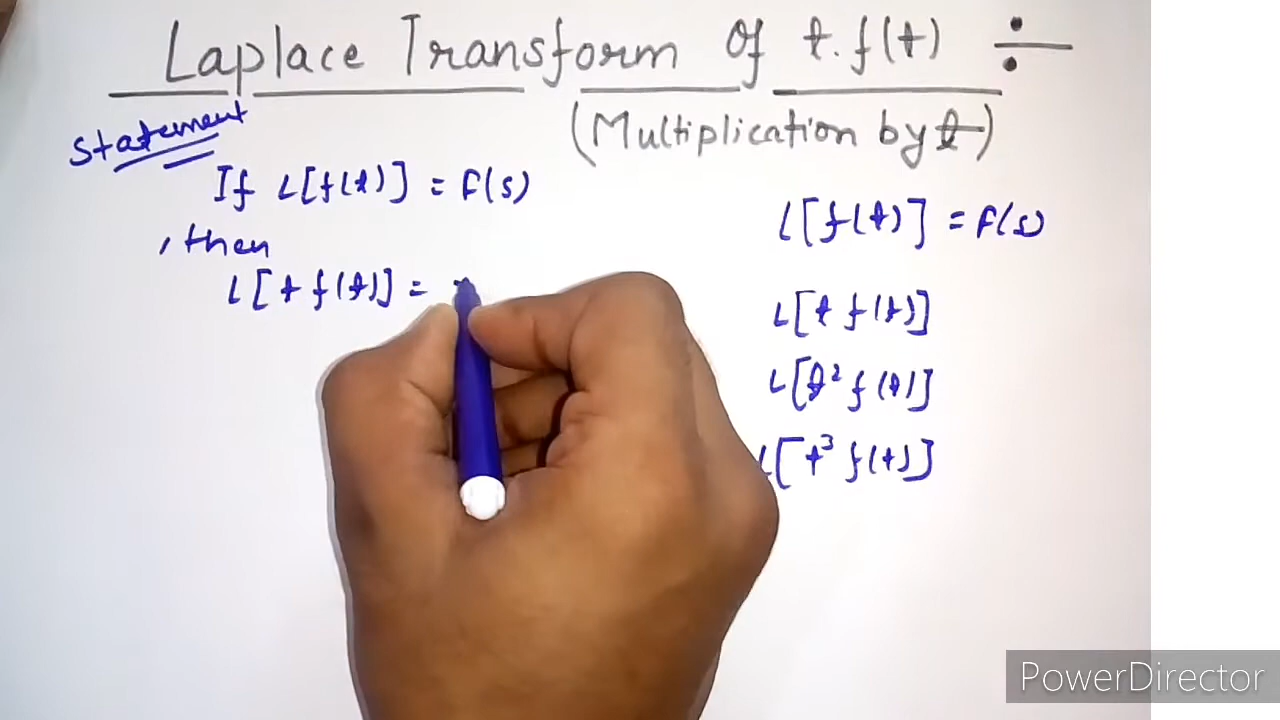 Laplace Transform Of t.f(t) ÷
(Multiplication by t)
Statement
If L[f(t)] = F(s)
, then
L[t f(t)] =
L[f(t)] = F(s)
L[t f(t)]
L[t² f(t)]
L[t³ f(t)]
PowerDirector